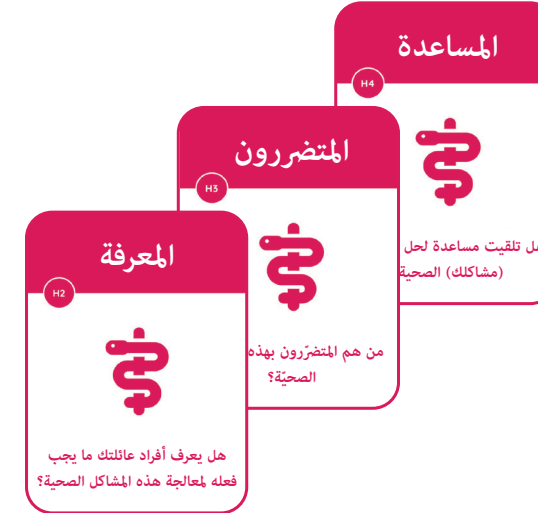 المساعدة
H4
هل تلقيت مساعدة لحل
(مشاكلك) الصحية
المتضررون
H3
من هم المتضرّرون بهذه
الصحيّة؟
المعرفة
H2
هل يعرف أفراد عائلتك ما يجب
فعله لمعالجة هذه المشاكل الصحية؟